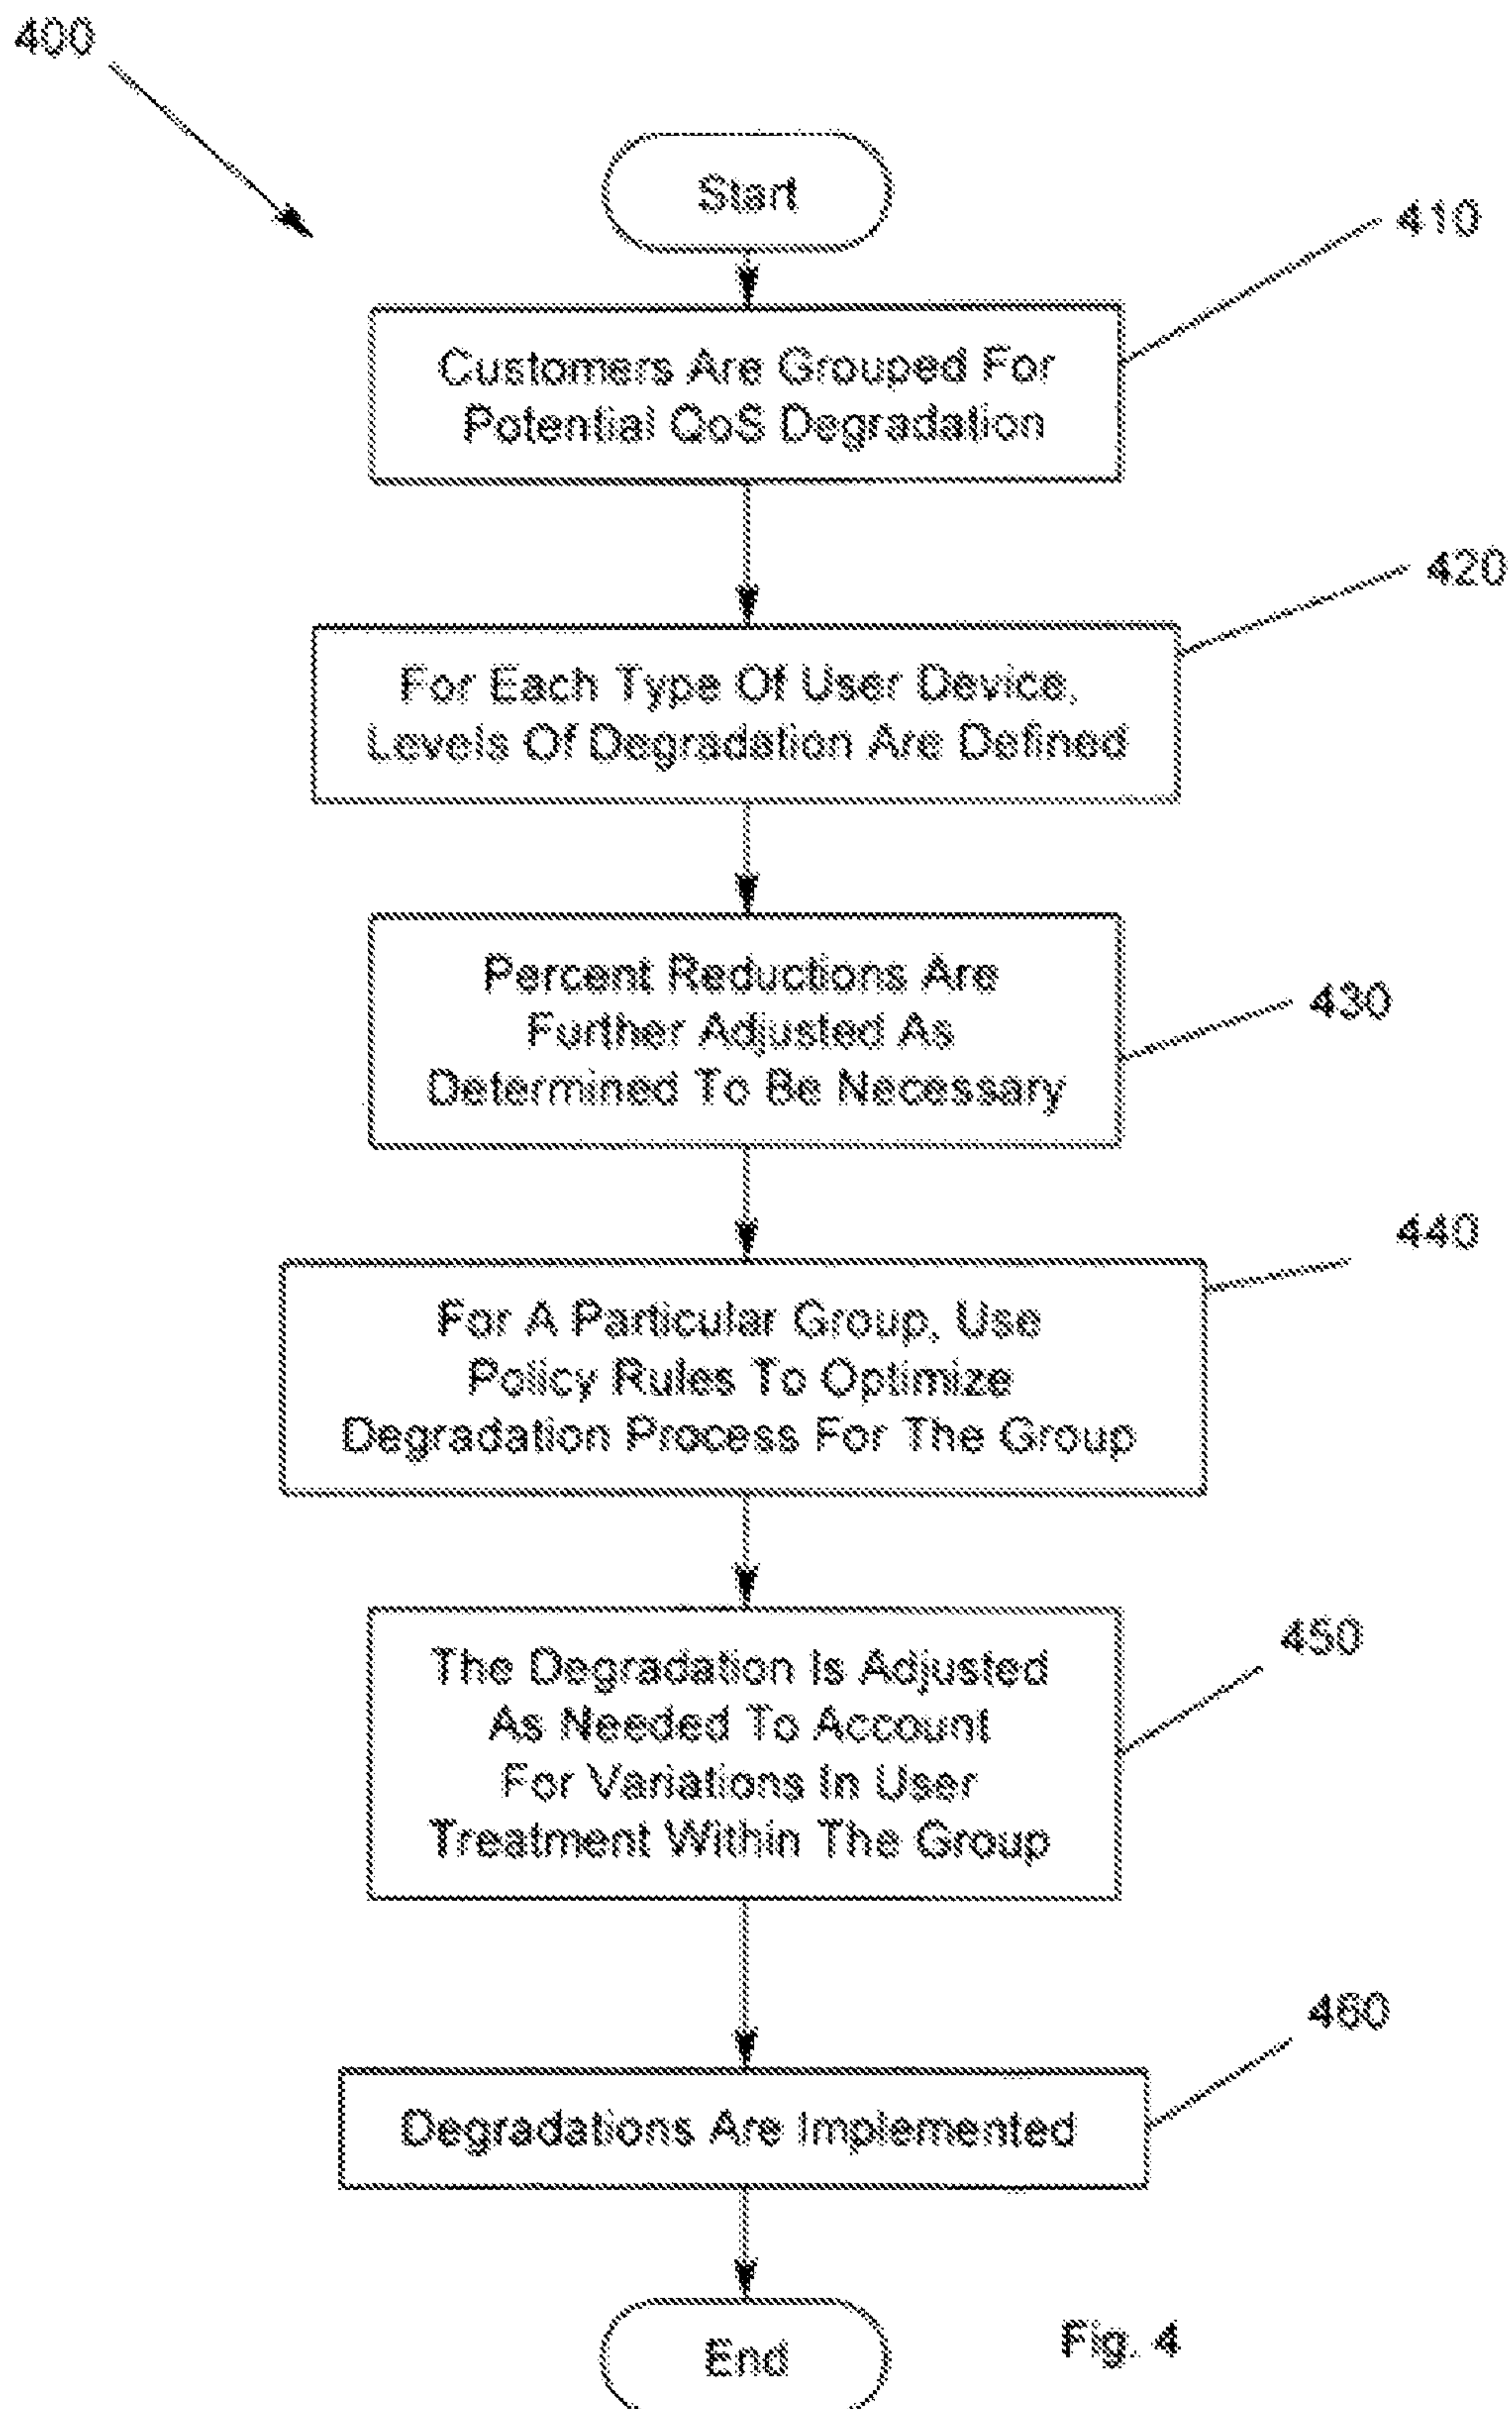 400
Start
410
Customers Are Grouped For
Potential QoS Degradation
420
For Each Type Of User Device,
Levels Of Degradation Are Defined
Percent Reductions Are
Further Adjusted As
Determined To Be Necessary
430
440
For A Particular Group, Use
Policy Rules To Optimize
Degradation Process For The Group
450
The Degradation Is Adjusted
As Needed To Account
For Variations In User
Treatment Within The Group
460
Degradations Are Implemented
End
Fig. 4